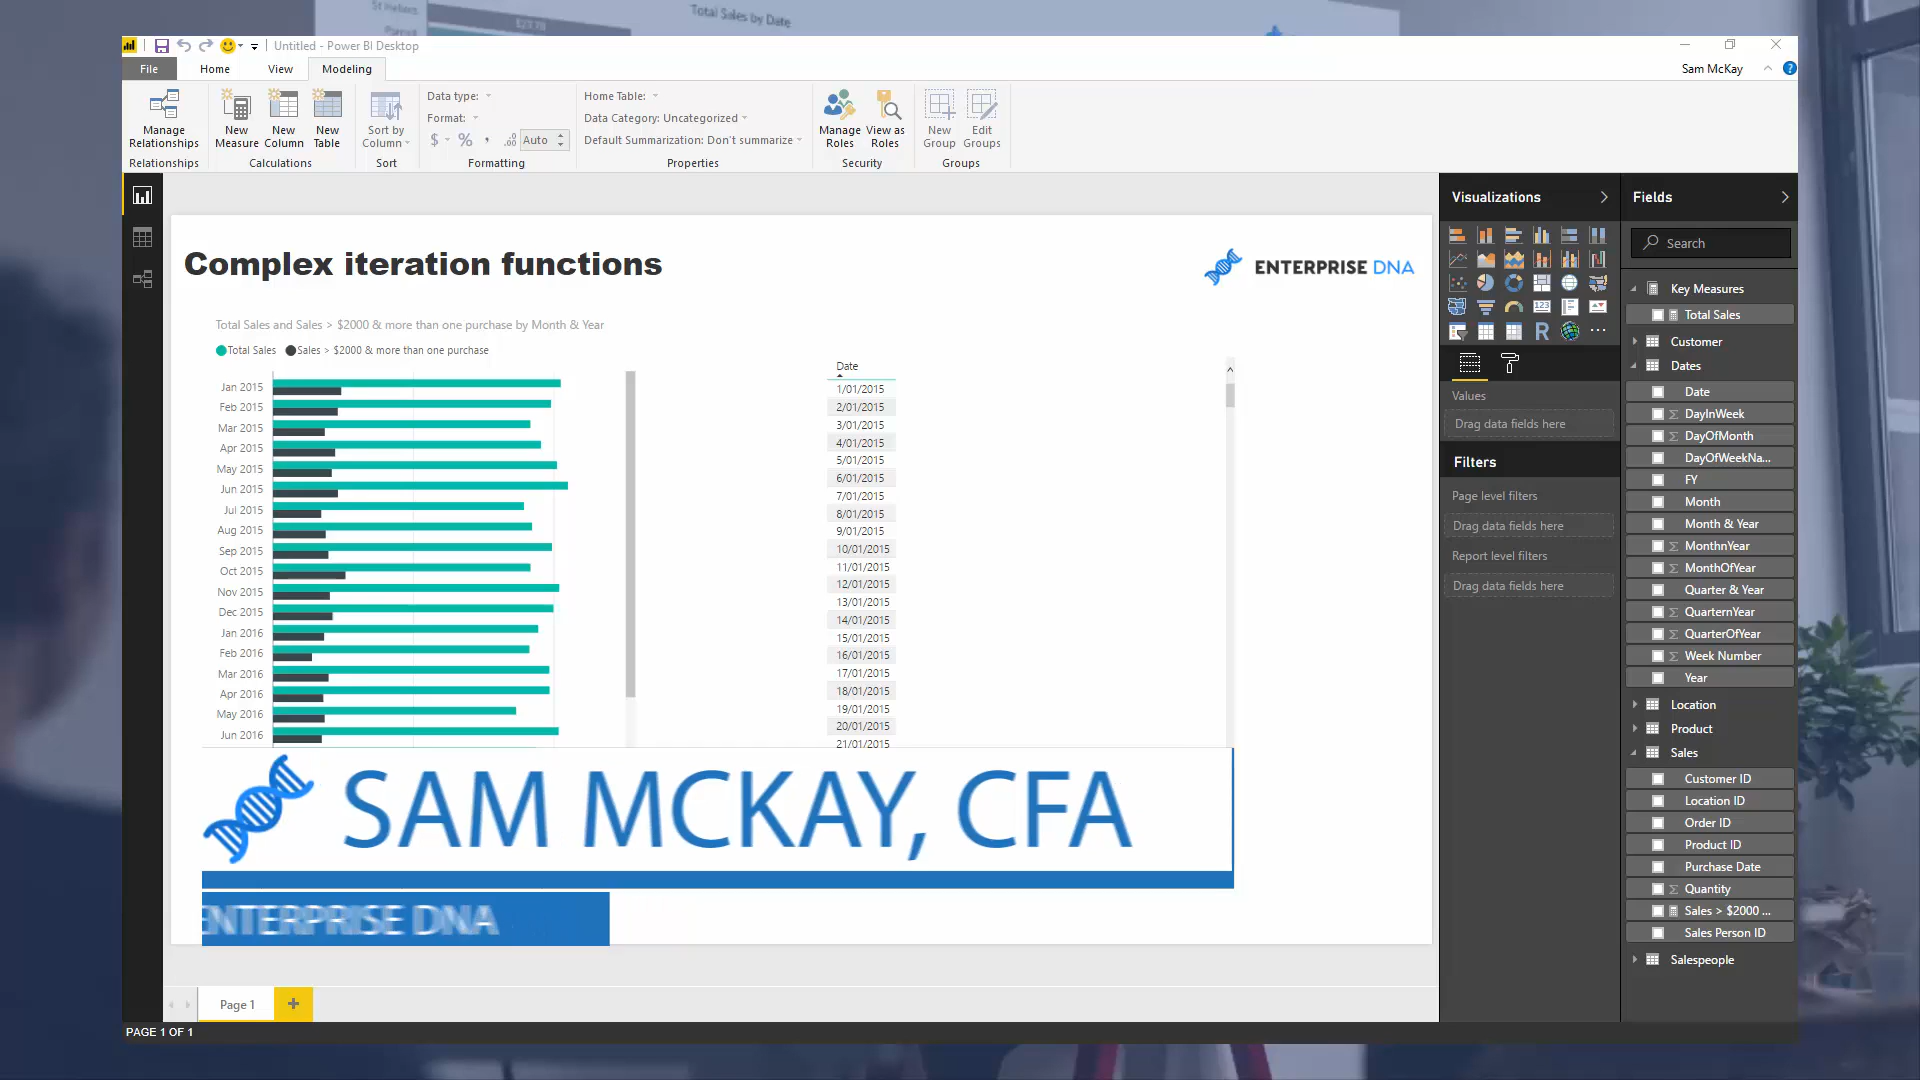 St Heliers
$23.7B
Total Sales by Date
Untitled - Power BI Desktop
File
Home
View
Modeling
Sam McKay
Manage Relationships
New Measure
New Column
New Table
Sort by Column
Data type:
Format:
$ % , .00 Auto
Home Table:
Data Category: Uncategorized
Default Summarization: Don't summarize
Manage Roles
View as Roles
New Group
Edit Groups
Relationships
Calculations
Sort
Formatting
Properties
Security
Groups
Complex iteration functions
ENTERPRISE DNA
Total Sales and Sales > $2000 & more than one purchase by Month & Year
Total Sales
Sales > $2000 & more than one purchase
Jan 2015
Feb 2015
Mar 2015
Apr 2015
May 2015
Jun 2015
Jul 2015
Aug 2015
Sep 2015
Oct 2015
Nov 2015
Dec 2015
Jan 2016
Feb 2016
Mar 2016
Apr 2016
May 2016
Jun 2016
Date
1/01/2015
2/01/2015
3/01/2015
4/01/2015
5/01/2015
6/01/2015
7/01/2015
8/01/2015
9/01/2015
10/01/2015
11/01/2015
12/01/2015
13/01/2015
14/01/2015
15/01/2015
16/01/2015
17/01/2015
18/01/2015
19/01/2015
20/01/2015
21/01/2015
SAM MCKAY, CFA
ENTERPRISE DNA
Page 1
PAGE 1 OF 1
Visualizations
Values
Drag data fields here
Filters
Page level filters
Drag data fields here
Report level filters
Drag data fields here
Fields
Search
Key Measures
Total Sales
Customer
Dates
Date
DayInWeek
DayOfMonth
DayOfWeekNa...
FY
Month
Month & Year
MonthnYear
MonthOfYear
Quarter & Year
QuarternYear
QuarterOfYear
Week Number
Year
Location
Product
Sales
Customer ID
Location ID
Order ID
Product ID
Purchase Date
Quantity
Sales > $2000 ...
Sales Person ID
Salespeople